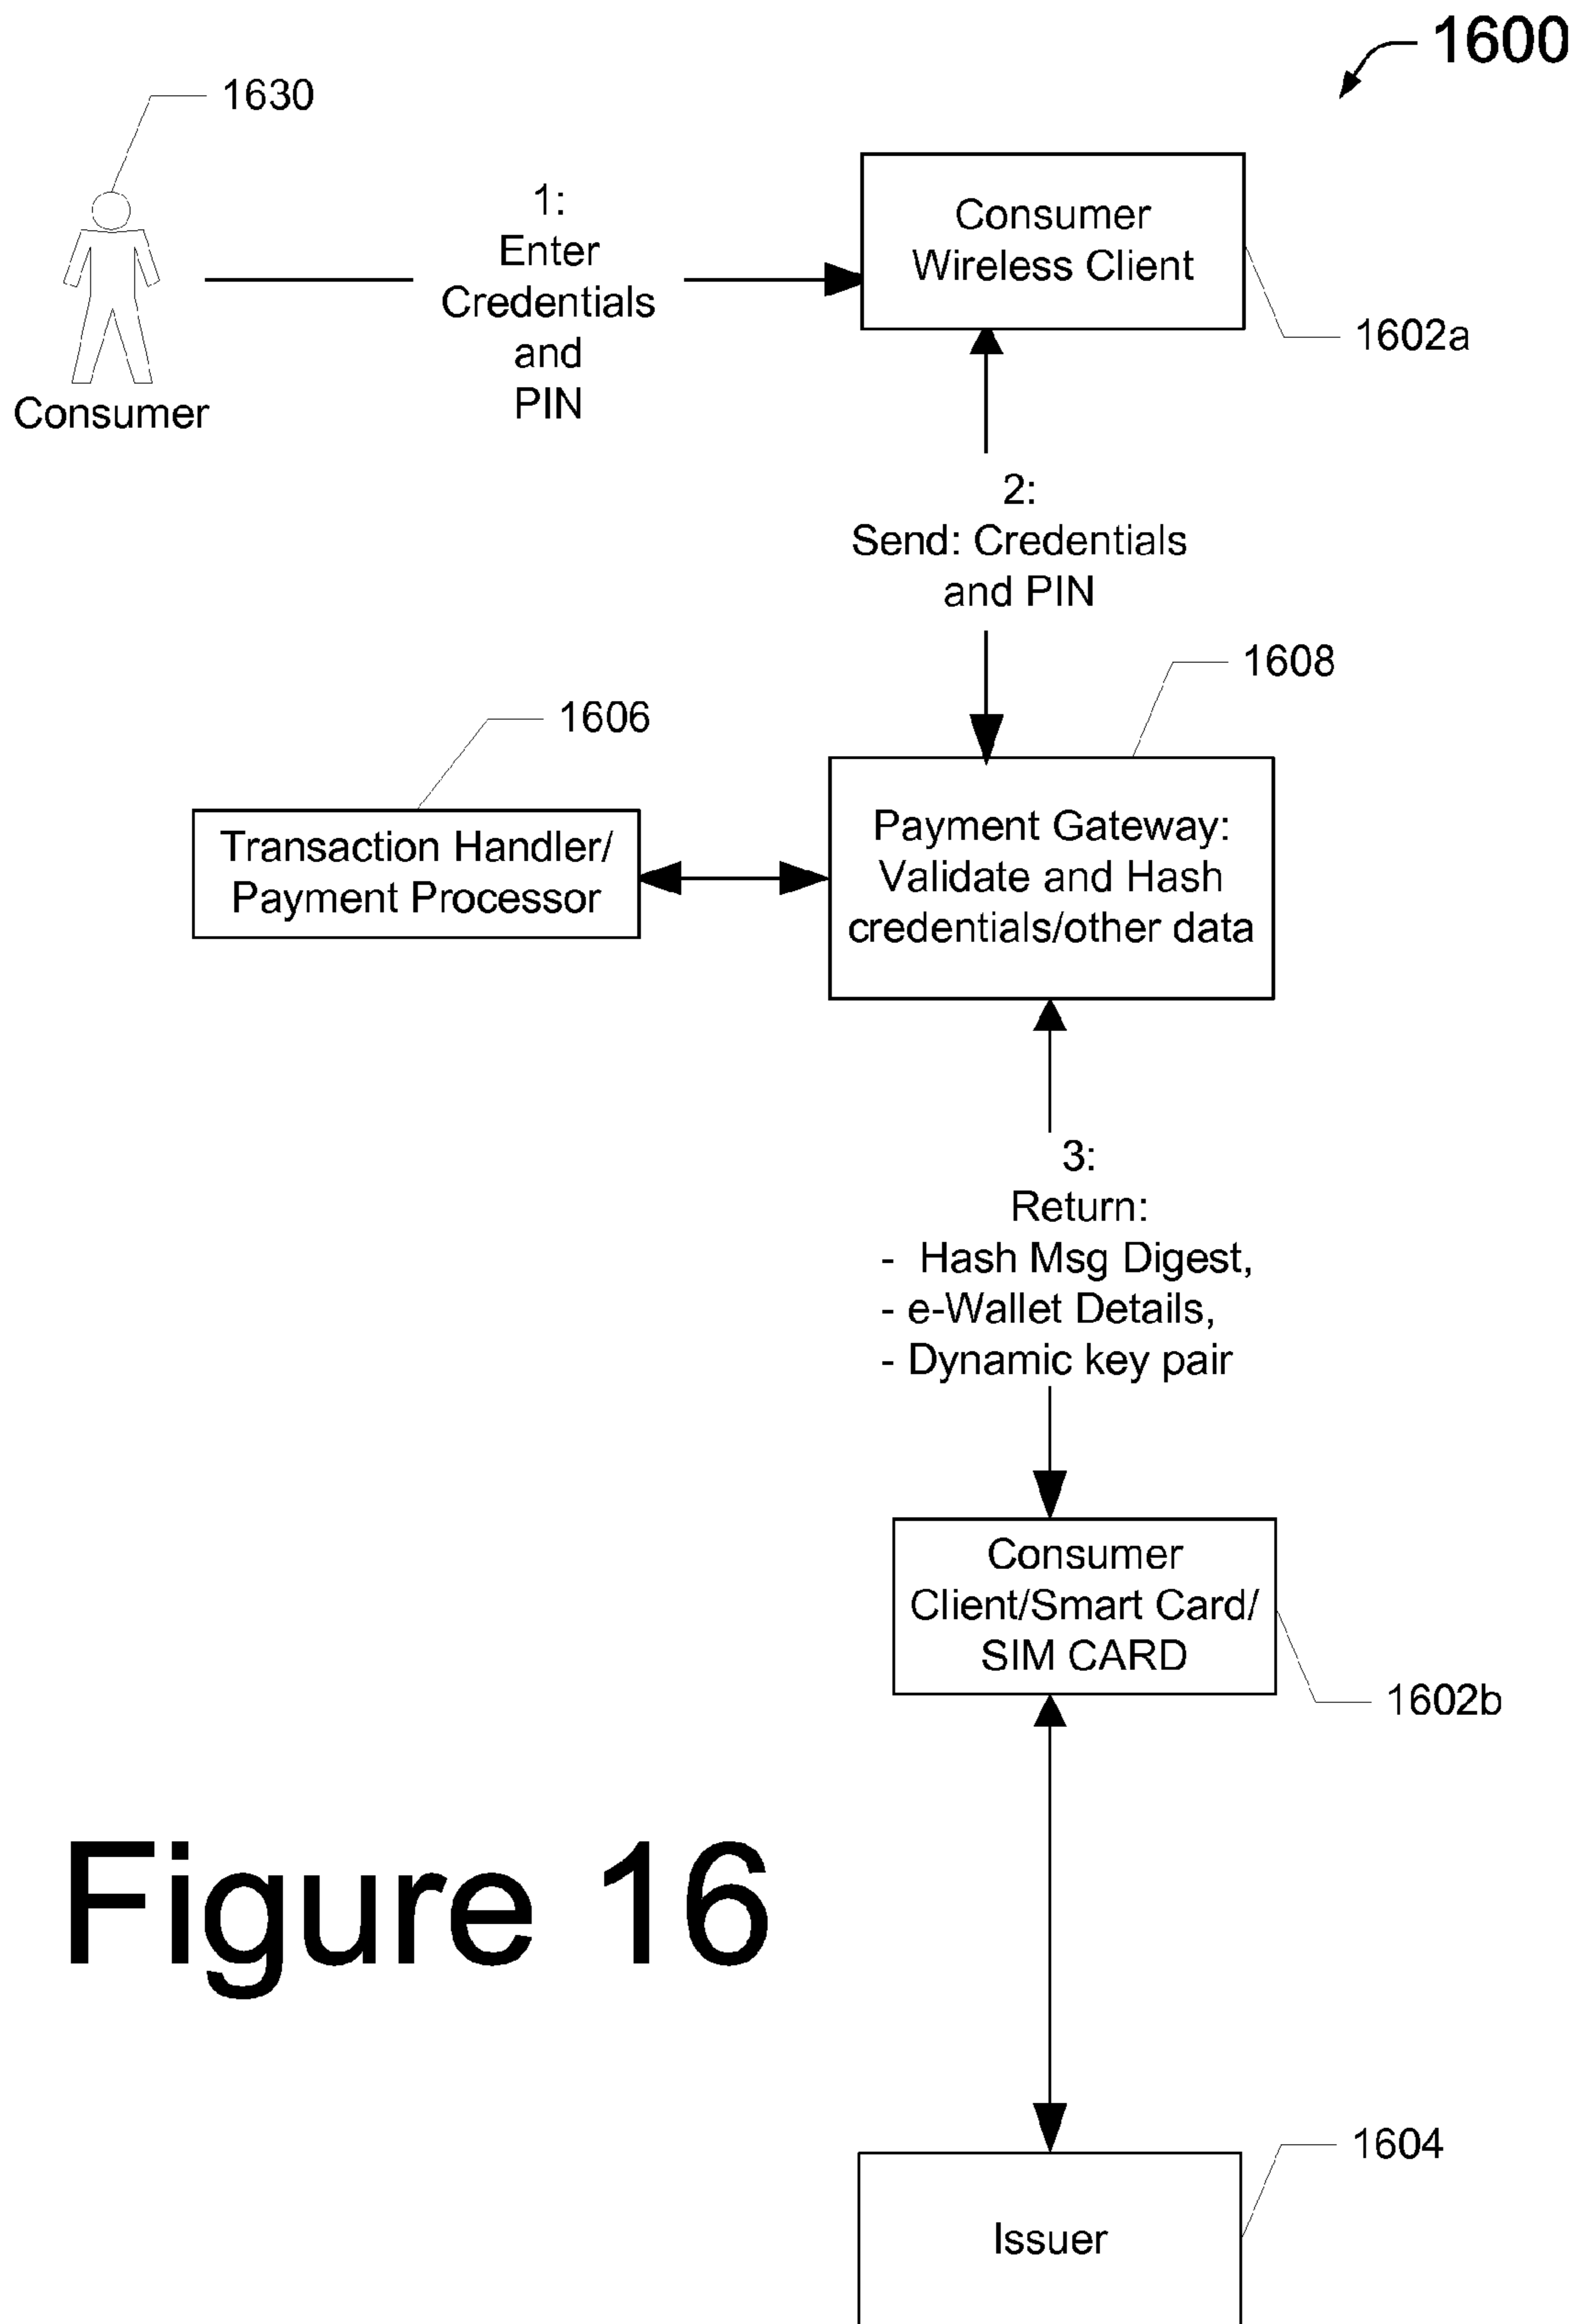 1600
1630
1:
Enter
Credentials
and
PIN
Consumer
Wireless Client
1602a
Consumer
2:
Send: Credentials
and PIN
1608
1606
Transaction Handler/
Payment Processor
Payment Gateway:
Validate and Hash
credentials/other data
3:
Return:
- Hash Msg Digest,
- e-Wallet Details,
- Dynamic key pair
Consumer
Client/Smart Card/
SIM CARD
1602b
Figure 16
1604
Issuer